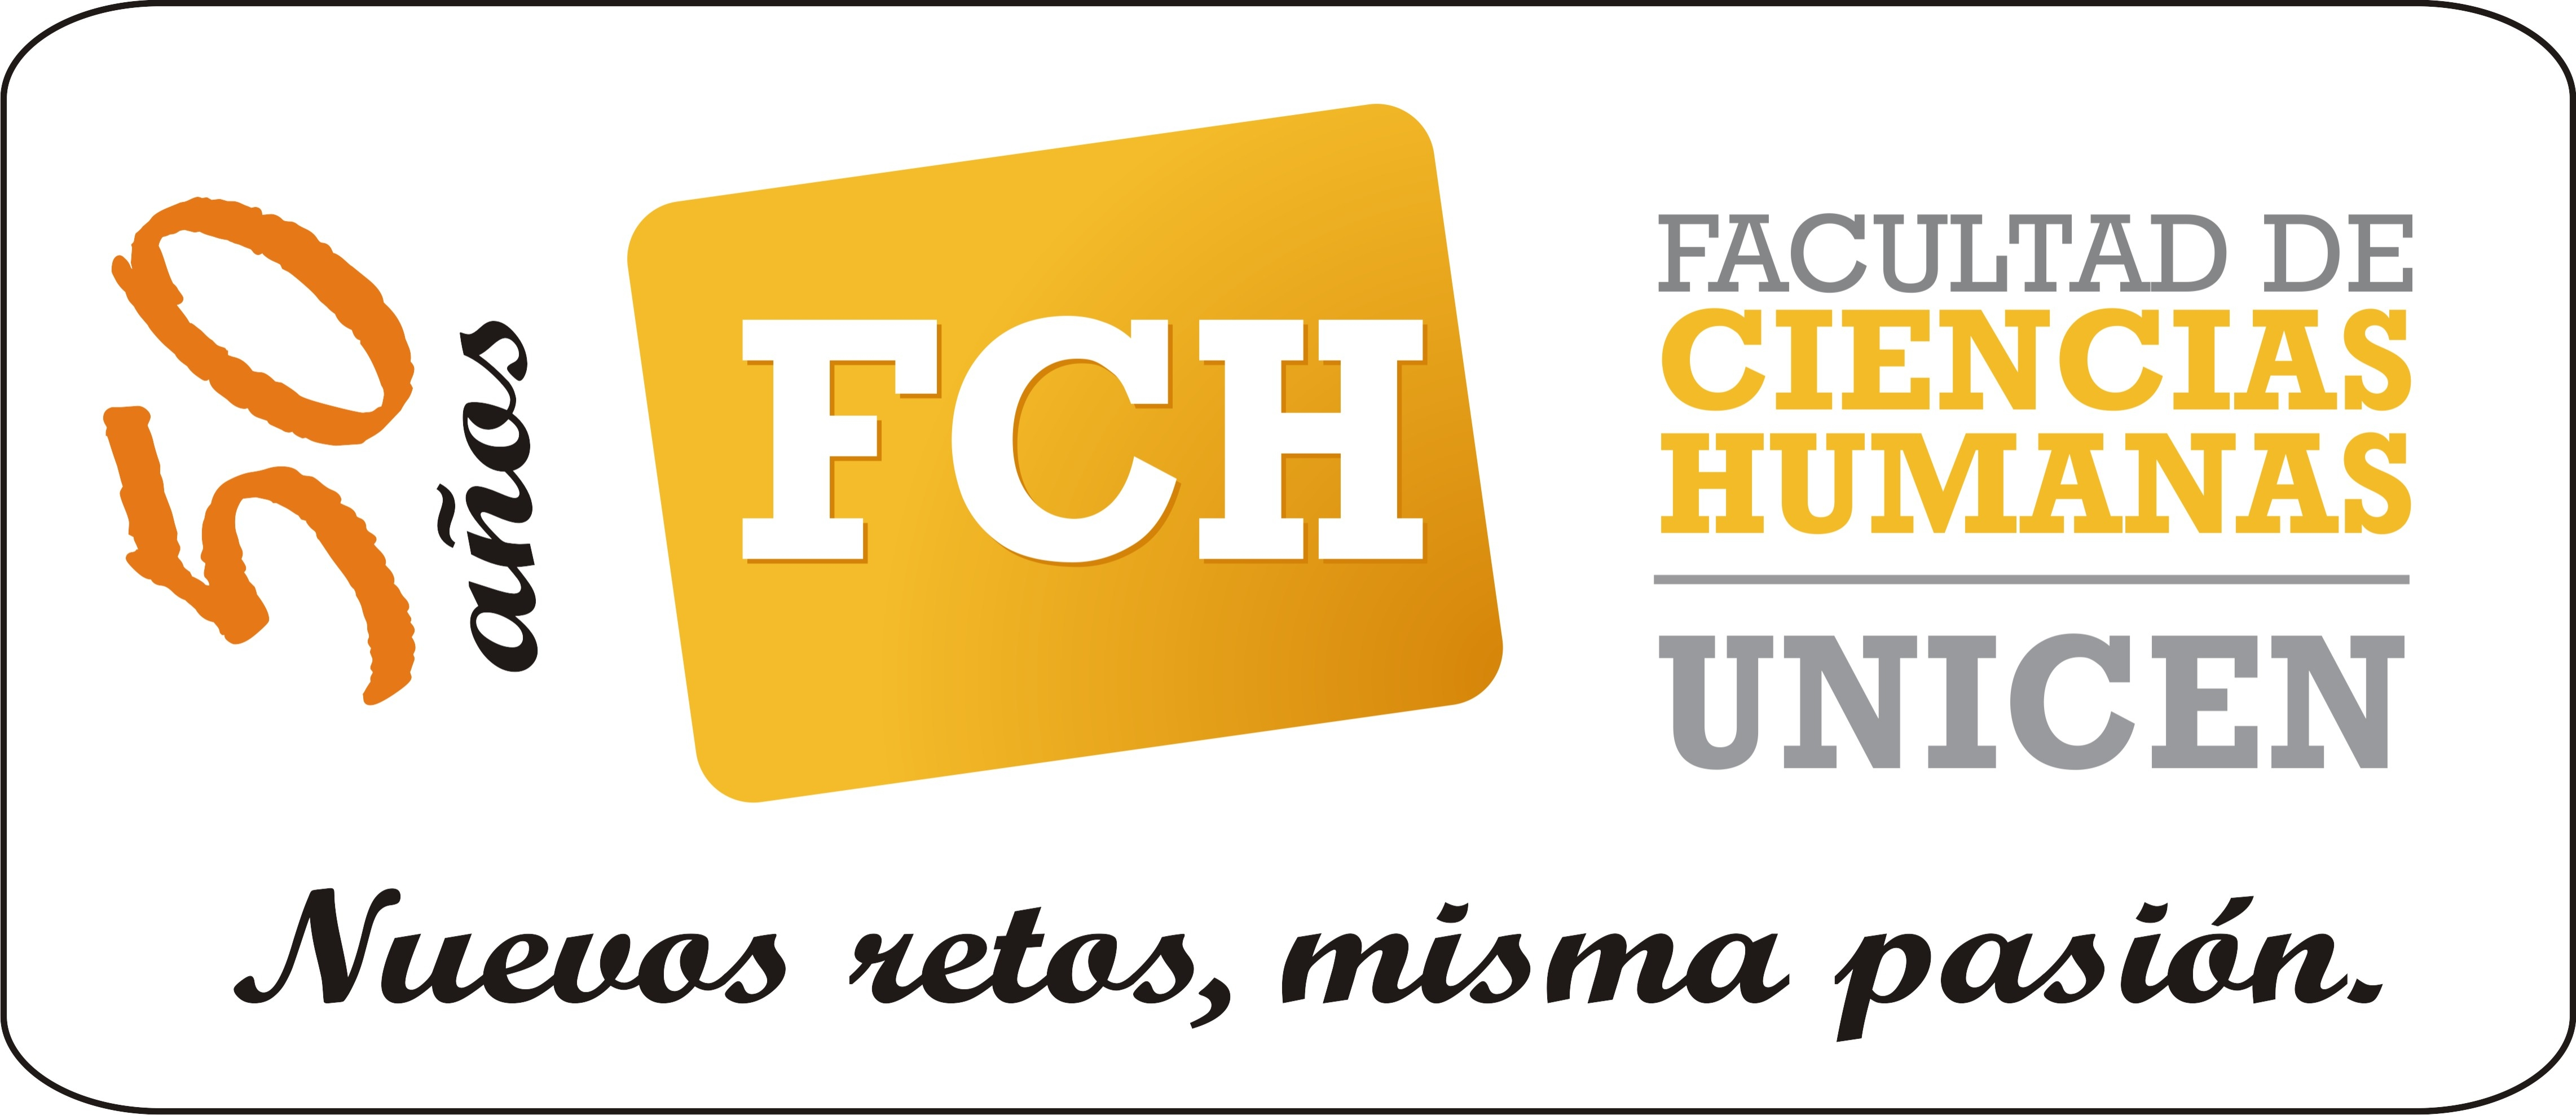 50
años
FCH
FACULTAD DE
CIENCIAS
HUMANAS
UNICEN
Nuevos retos, misma pasión.